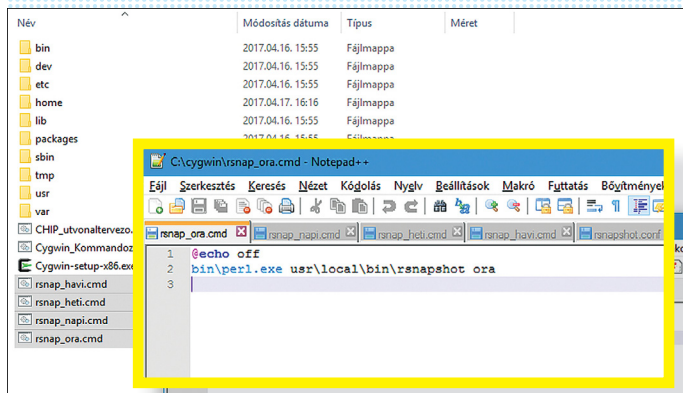 Név Módosítás dátuma Típus Méret
bin 2017.04.16. 15:55 Fájlmappa
dev 2017.04.16. 15:55 Fájlmappa
etc 2017.04.16. 15:55 Fájlmappa
home 2017.04.17. 16:16 Fájlmappa
lib 2017.04.16. 15:55 Fájlmappa
packages 2017.04.16. 15:55 Fájlmappa
sbin
tmp
usr
var
CHIP_utvonaltervezo.
Cygwin_Kommandoz
Cygwin-setup-x86.exe
rsnap_havi.cmd
rsnap_heti.cmd
rsnap_napi.cmd
rsnap_ora.cmd
C:\cygwin\rsnap_ora.cmd - Notepad++
Fájl Szerkesztés Keresés Nézet Kódolás Nyelv Beállítások Makró Futtatás Bővítmények
rsnap_ora.cmd rsnap_napi.cmd rsnap_heti.cmd rsnap_havi.cmd rsnapshot.conf
1 @echo off
2 bin\perl.exe usr\local\bin\rsnapshot ora
3